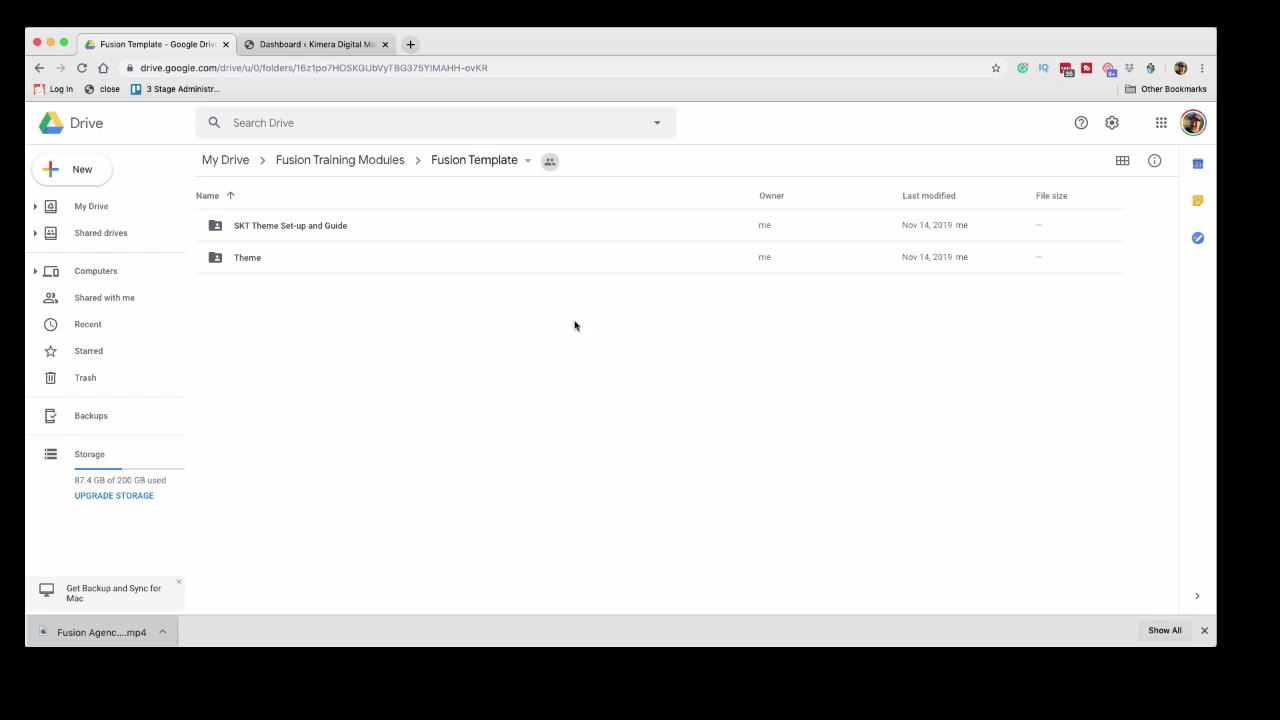 Fusion Template - Google Driv
Dashboard ‹ Kimera Digital Ma
drive.google.com/drive/u/0/folders/16z1po7HOSKGUbVyTBG375YIMAHH-ovKR
Log In
close
3 Stage Administr...
Other Bookmarks
Drive
Search Drive
New
My Drive
Fusion Training Modules
Fusion Template
Name
Owner
Last modified
File size
SKT Theme Set-up and Guide
me
Nov 14, 2019 me
—
Theme
me
Nov 14, 2019 me
—
My Drive
Shared drives
Computers
Shared with me
Recent
Starred
Trash
Backups
Storage
87.4 GB of 200 GB used
UPGRADE STORAGE
Get Backup and Sync for
Mac
Fusion Agenc....mp4
Show All